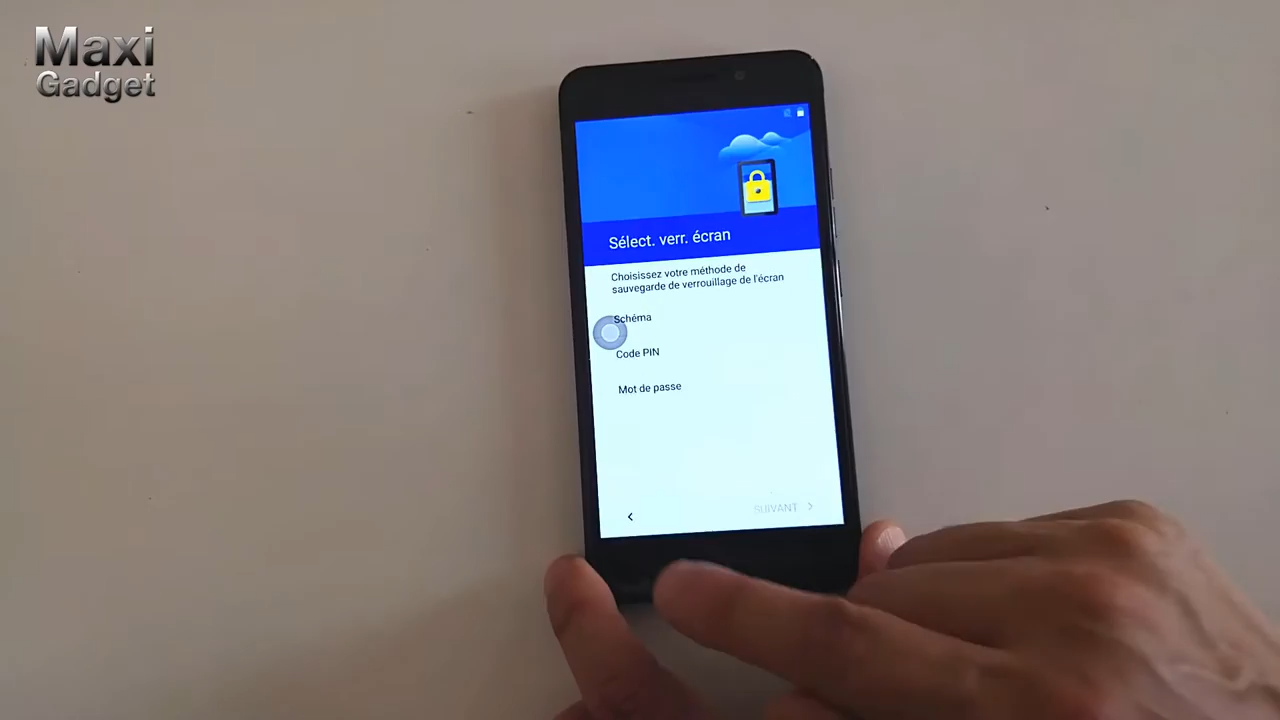 Maxi
Gadget
Sélect. verr. écran
Choisissez votre méthode de
sauvegarde de verrouillage de l'écran
Schéma
Code PIN
Mot de passe
SUIVANT